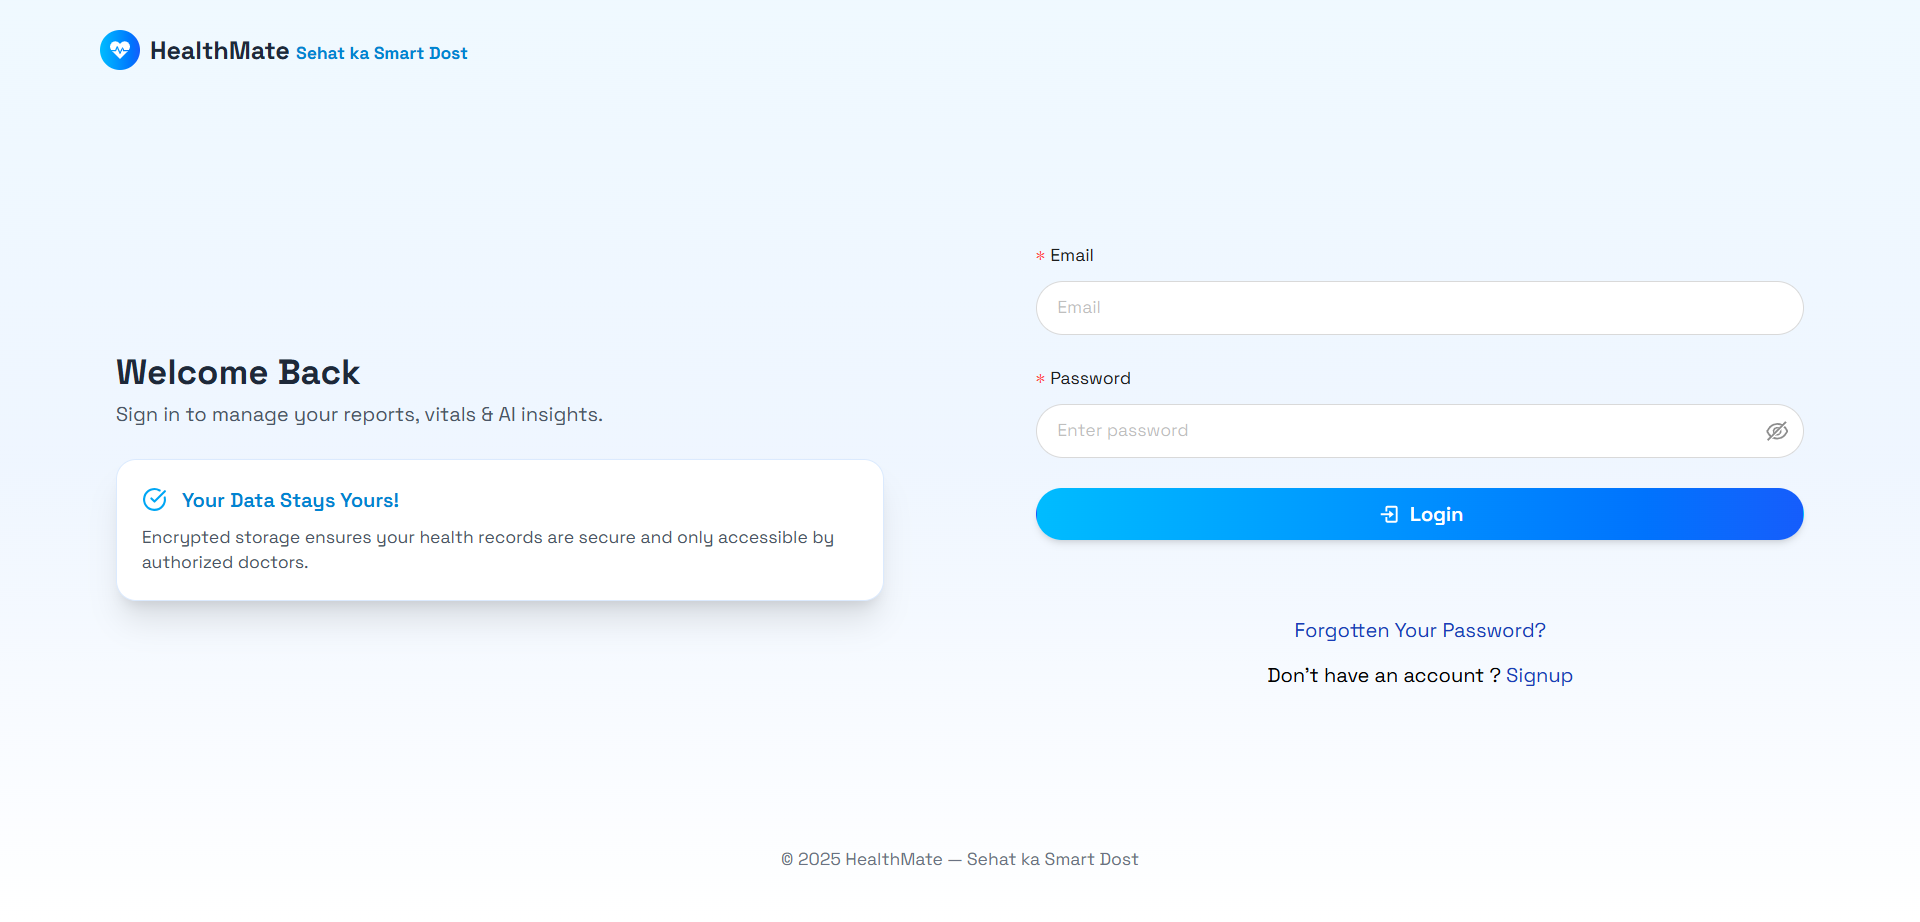 HealthMate Sehat ka Smart Dost
Welcome Back
Sign in to manage your reports, vitals & AI insights.
Your Data Stays Yours!
Encrypted storage ensures your health records are secure and only accessible by
authorized doctors.
* Email
Email
* Password
Enter password
Login
Forgotten Your Password?
Don't have an account ? Signup
© 2025 HealthMate — Sehat ka Smart Dost